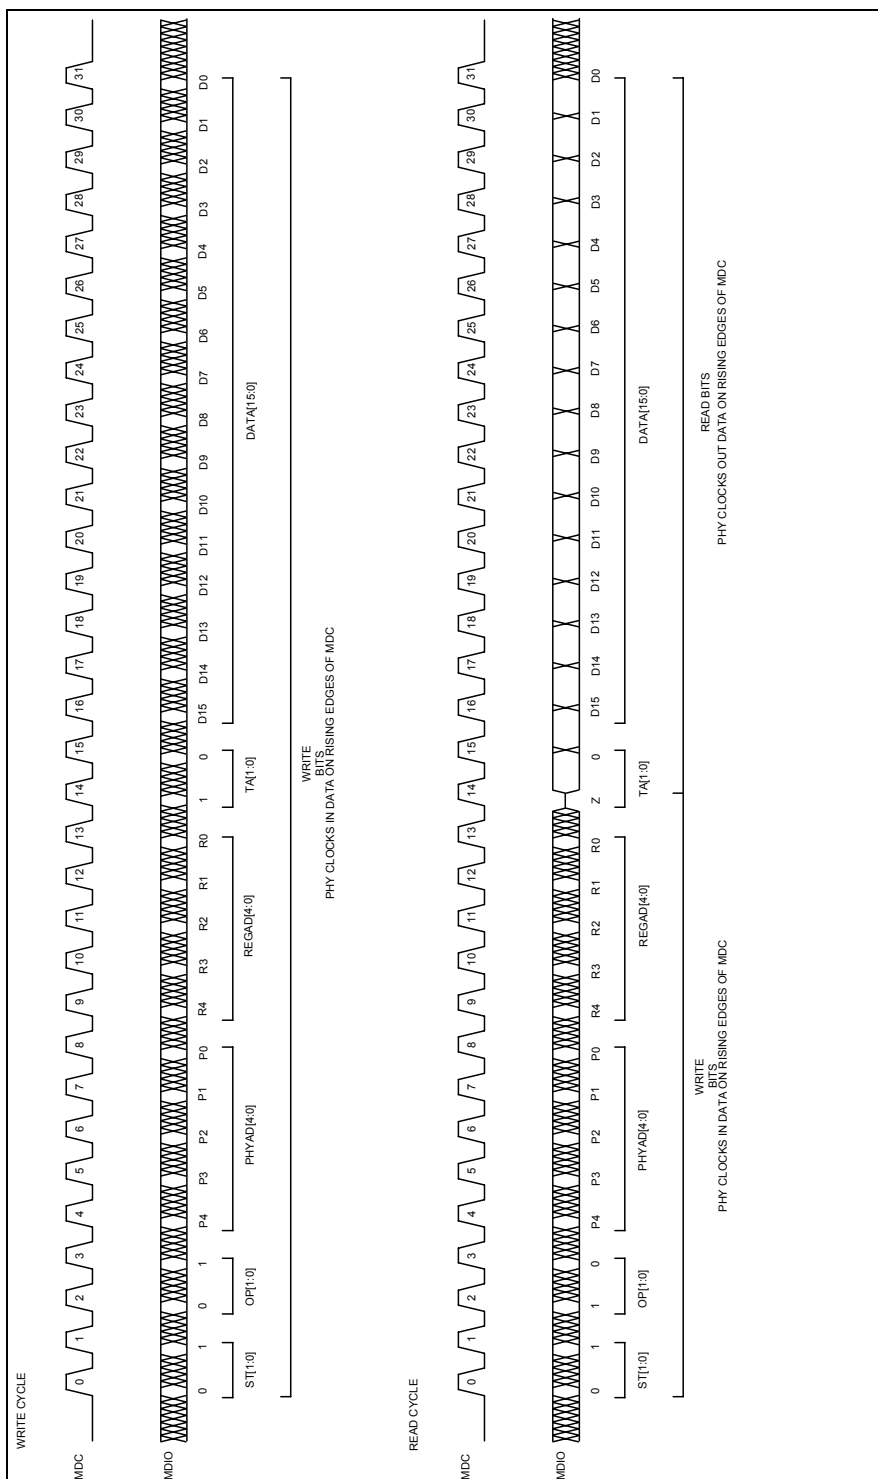 WRITE CYCLE
MDC
0 1 2 3 4 5 6 7 8 9 10 11 12 13 14 15 16 17 18 19 20 21 22 23 24 25 26 27 28 29 30 31
MDIO
0 1 0 1 P4 P3 P2 P1 P0 R4 R3 R2 R1 R0 1 0 D15 D14 D13 D12 D11 D10 D9 D8 D7 D6 D5 D4 D3 D2 D1 D0
ST[1:0] OP[1:0] PHYAD[4:0] REGAD[4:0] TA[1:0] DATA[15:0]
WRITE
BITS
PHY CLOCKS IN DATA ON RISING EDGES OF MDC
READ CYCLE
MDC
0 1 2 3 4 5 6 7 8 9 10 11 12 13 14 15 16 17 18 19 20 21 22 23 24 25 26 27 28 29 30 31
MDIO
0 1 1 0 P4 P3 P2 P1 P0 R4 R3 R2 R1 R0 Z 0 D15 D14 D13 D12 D11 D10 D9 D8 D7 D6 D5 D4 D3 D2 D1 D0
ST[1:0] OP[1:0] PHYAD[4:0] REGAD[4:0] TA[1:0] DATA[15:0]
WRITE
BITS
PHY CLOCKS IN DATA ON RISING EDGES OF MDC
READ BITS
PHY CLOCKS OUT DATA ON RISING EDGES OF MDC